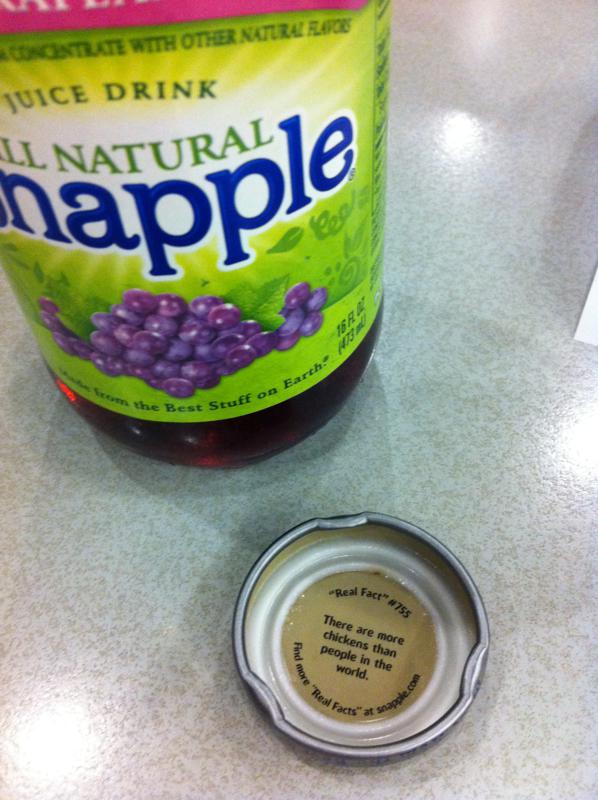 CONCENTRATE WITH OTHER NATURAL FLAVORS
JUICE DRINK
ALL NATURAL
snapple®
16 FL OZ
(473 mL)
Made from the Best Stuff on Earth.®
"Real Fact" #755
There are more
chickens than
people in the
world.
Find more "Real Facts" at snapple.com